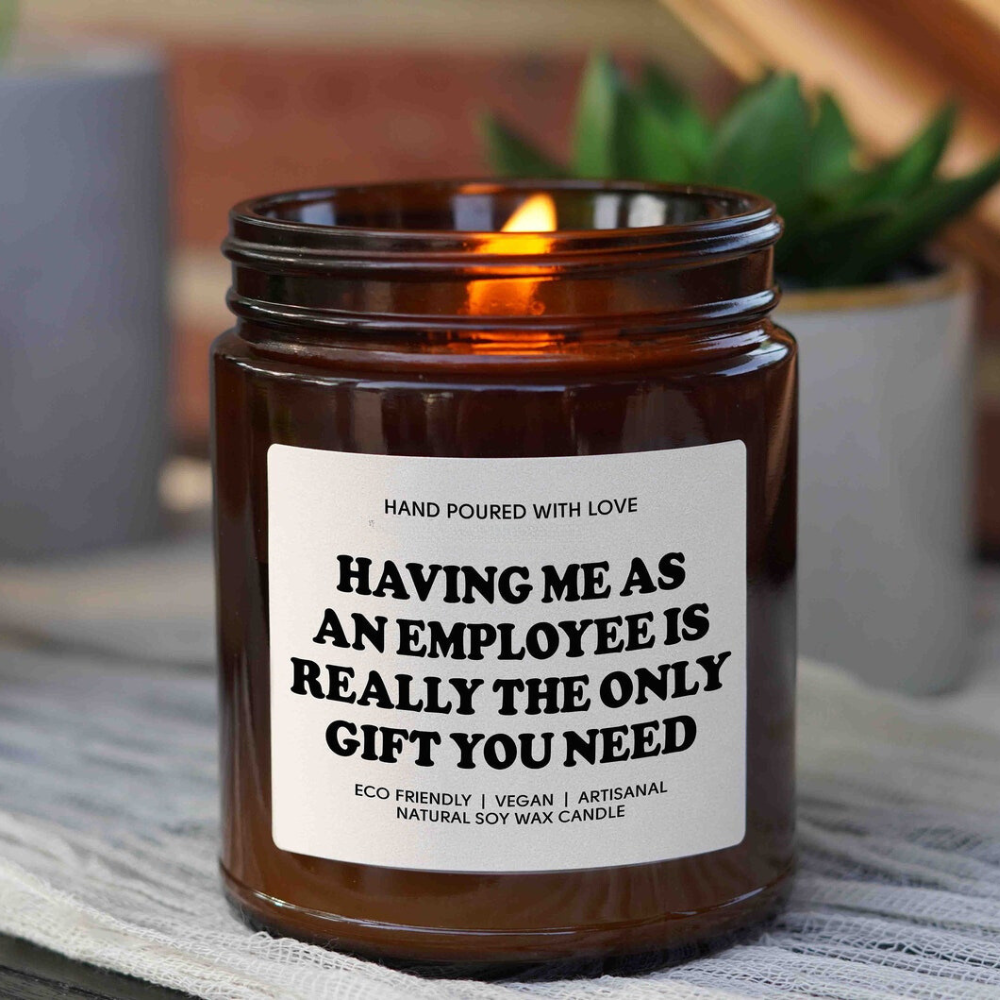 HAND POURED WITH LOVE
HAVING ME AS
AN EMPLOYEE IS
REALLY THE ONLY
GIFT YOU NEED
ECO FRIENDLY | VEGAN | ARTISANAL
NATURAL SOY WAX CANDLE